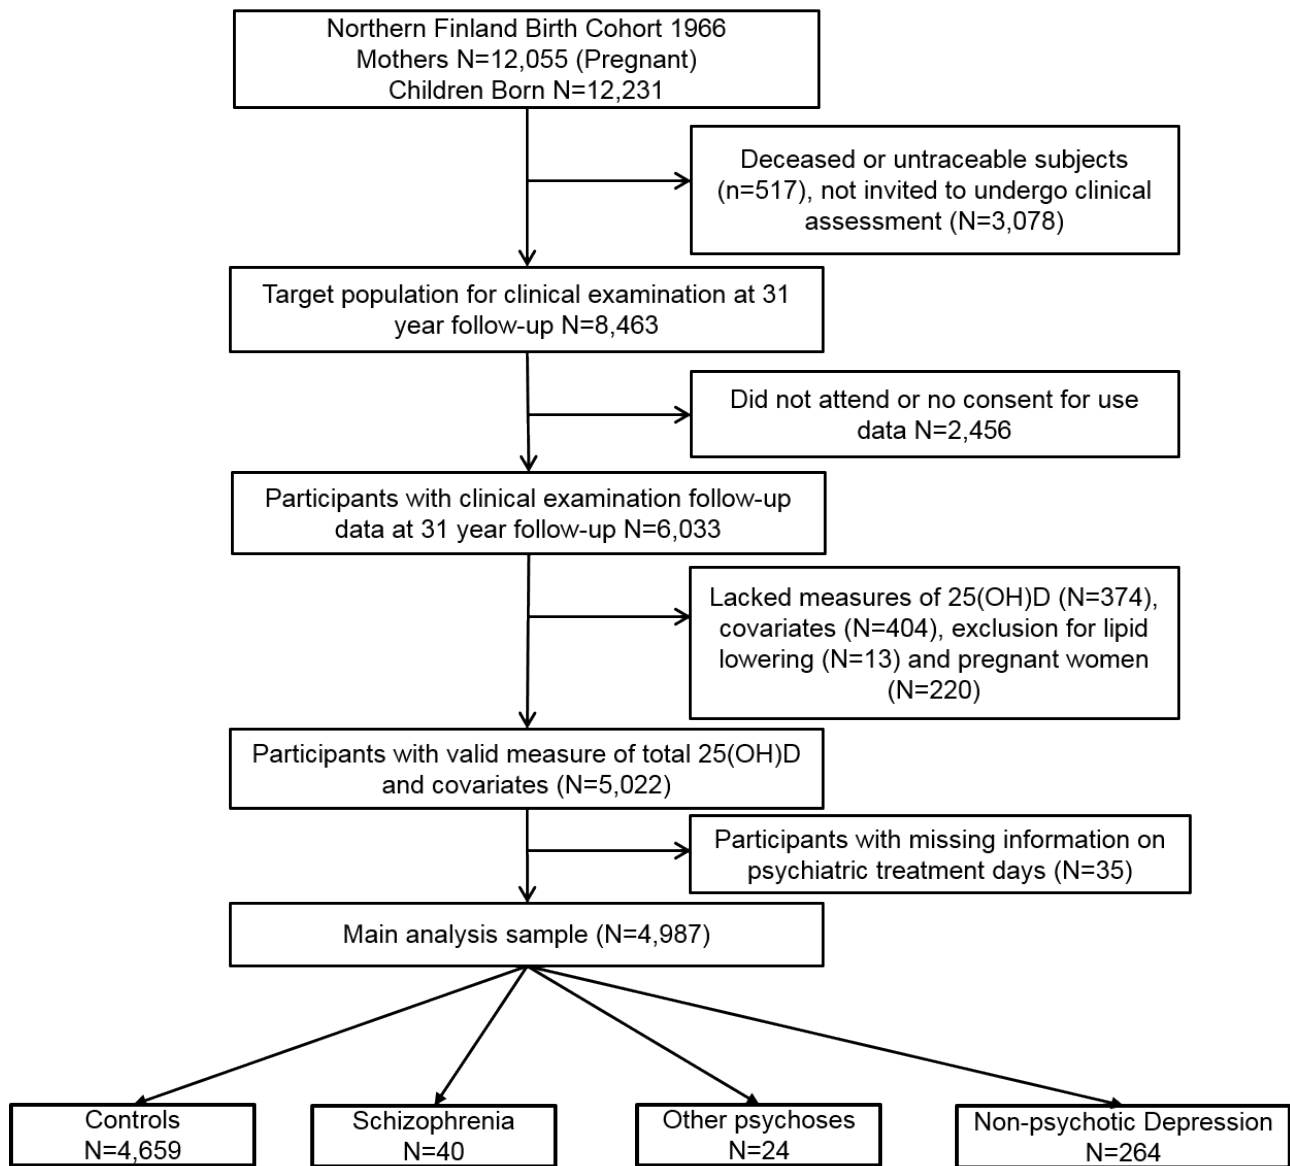 Northern Finland Birth Cohort 1966
Mothers N=12,055 (Pregnant)
Children Born N=12,231
Deceased or untraceable subjects
(n=517), not invited to undergo clinical
assessment (N=3,078)
Target population for clinical examination at 31
year follow-up N=8,463
Did not attend or no consent for use
data N=2,456
Participants with clinical examination follow-up
data at 31 year follow-up N=6,033
Lacked measures of 25(OH)D (N=374),
covariates (N=404), exclusion for lipid
lowering (N=13) and pregnant women
(N=220)
Participants with valid measure of total 25(OH)D
and covariates (N=5,022)
Participants with missing information on
psychiatric treatment days (N=35)
Main analysis sample (N=4,987)
Controls
N=4,659
Schizophrenia
N=40
Other psychoses
N=24
Non-psychotic Depression
N=264